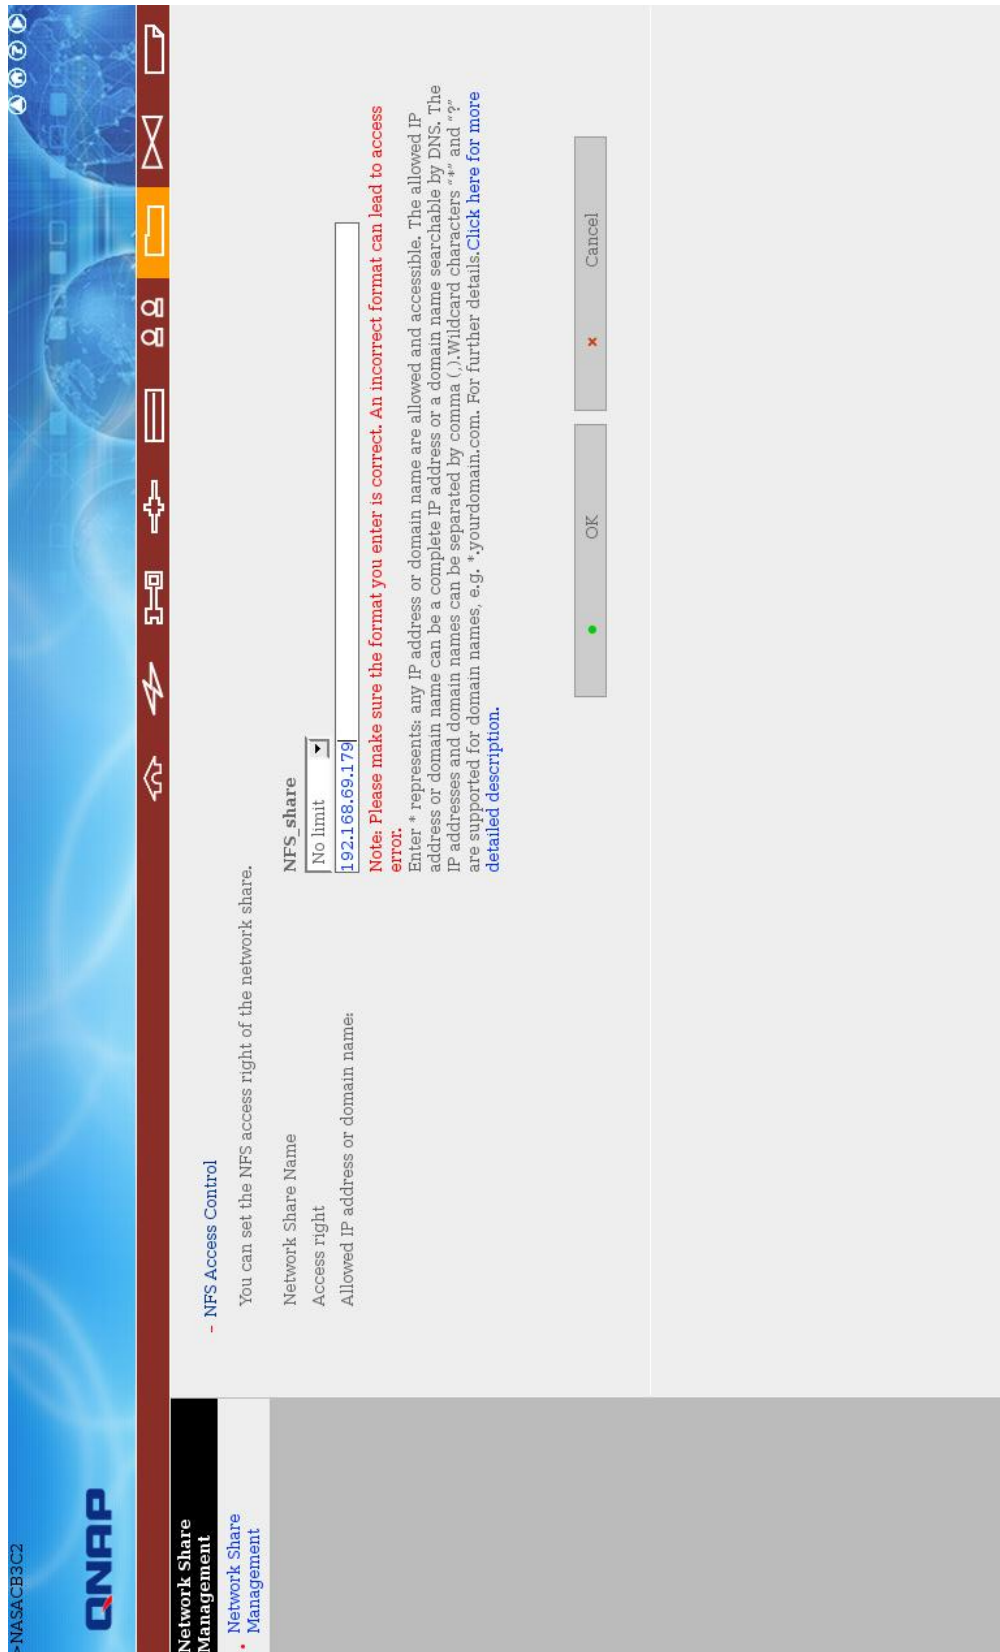 >NASACB3C2
QNAP
Network Share
Management
• Network Share
Management
– NFS Access Control
You can set the NFS access right of the network share.
Network Share Name
NFS_share
Access right
No limit
Allowed IP address or domain name:
192.168.69.179
Note: Please make sure the format you enter is correct. An incorrect format can lead to access
error.
Enter * represents: any IP address or domain name are allowed and accessible. The allowed IP
address or domain name can be a complete IP address or a domain name searchable by DNS. The
IP addresses and domain names can be separated by comma (,).Wildcard characters "*" and "?"
are supported for domain names, e.g. *.yourdomain.com. For further details.Click here for more
detailed description.
OK
Cancel